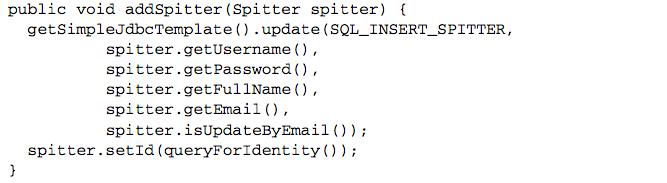 public void addSpitter(Spitter spitter) {
  getSimpleJdbcTemplate().update(SQL_INSERT_SPITTER,
          spitter.getUsername(),
          spitter.getPassword(),
          spitter.getFullName(),
          spitter.getEmail(),
          spitter.isUpdateByEmail());
  spitter.setId(queryForIdentity());
}